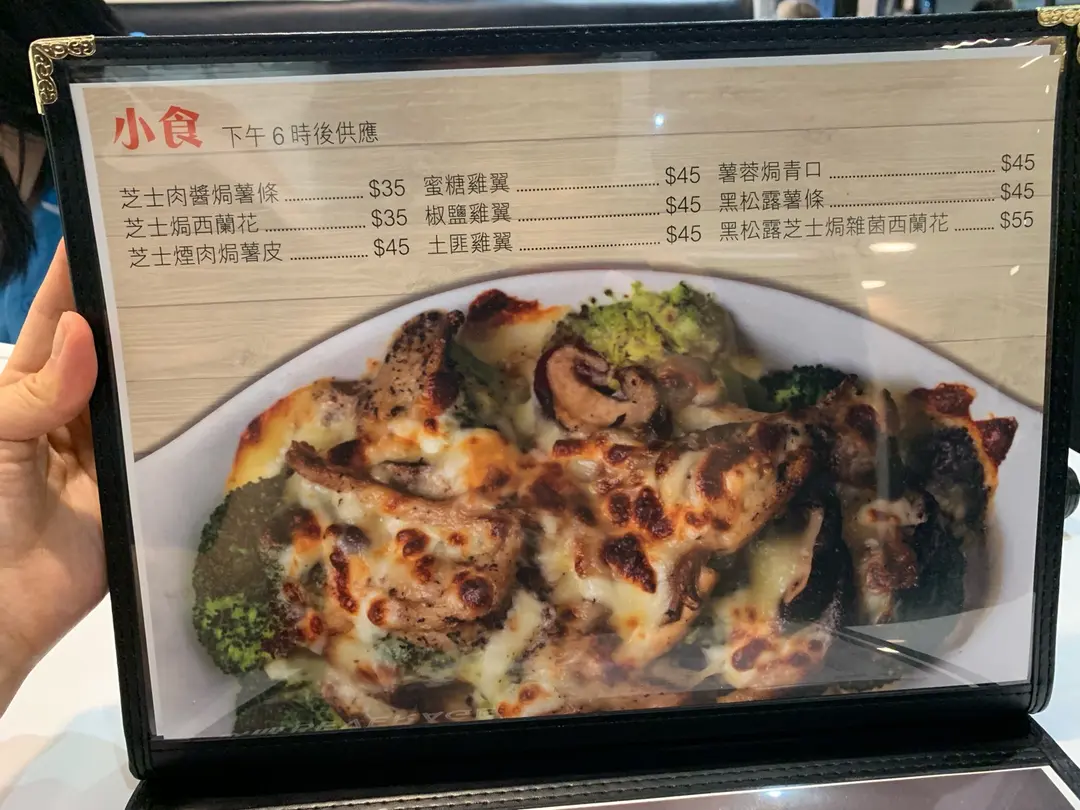 小食 下午6時後供應
芝士肉醬焗薯條 $35
芝士焗西蘭花 $35
芝士煙肉焗薯皮 $45
蜜糖雞翼 $45
椒鹽雞翼 $45
土匪雞翼 $45
薯蓉焗青口 $45
黑松露薯條 $45
黑松露芝士焗雜菌西蘭花 $55